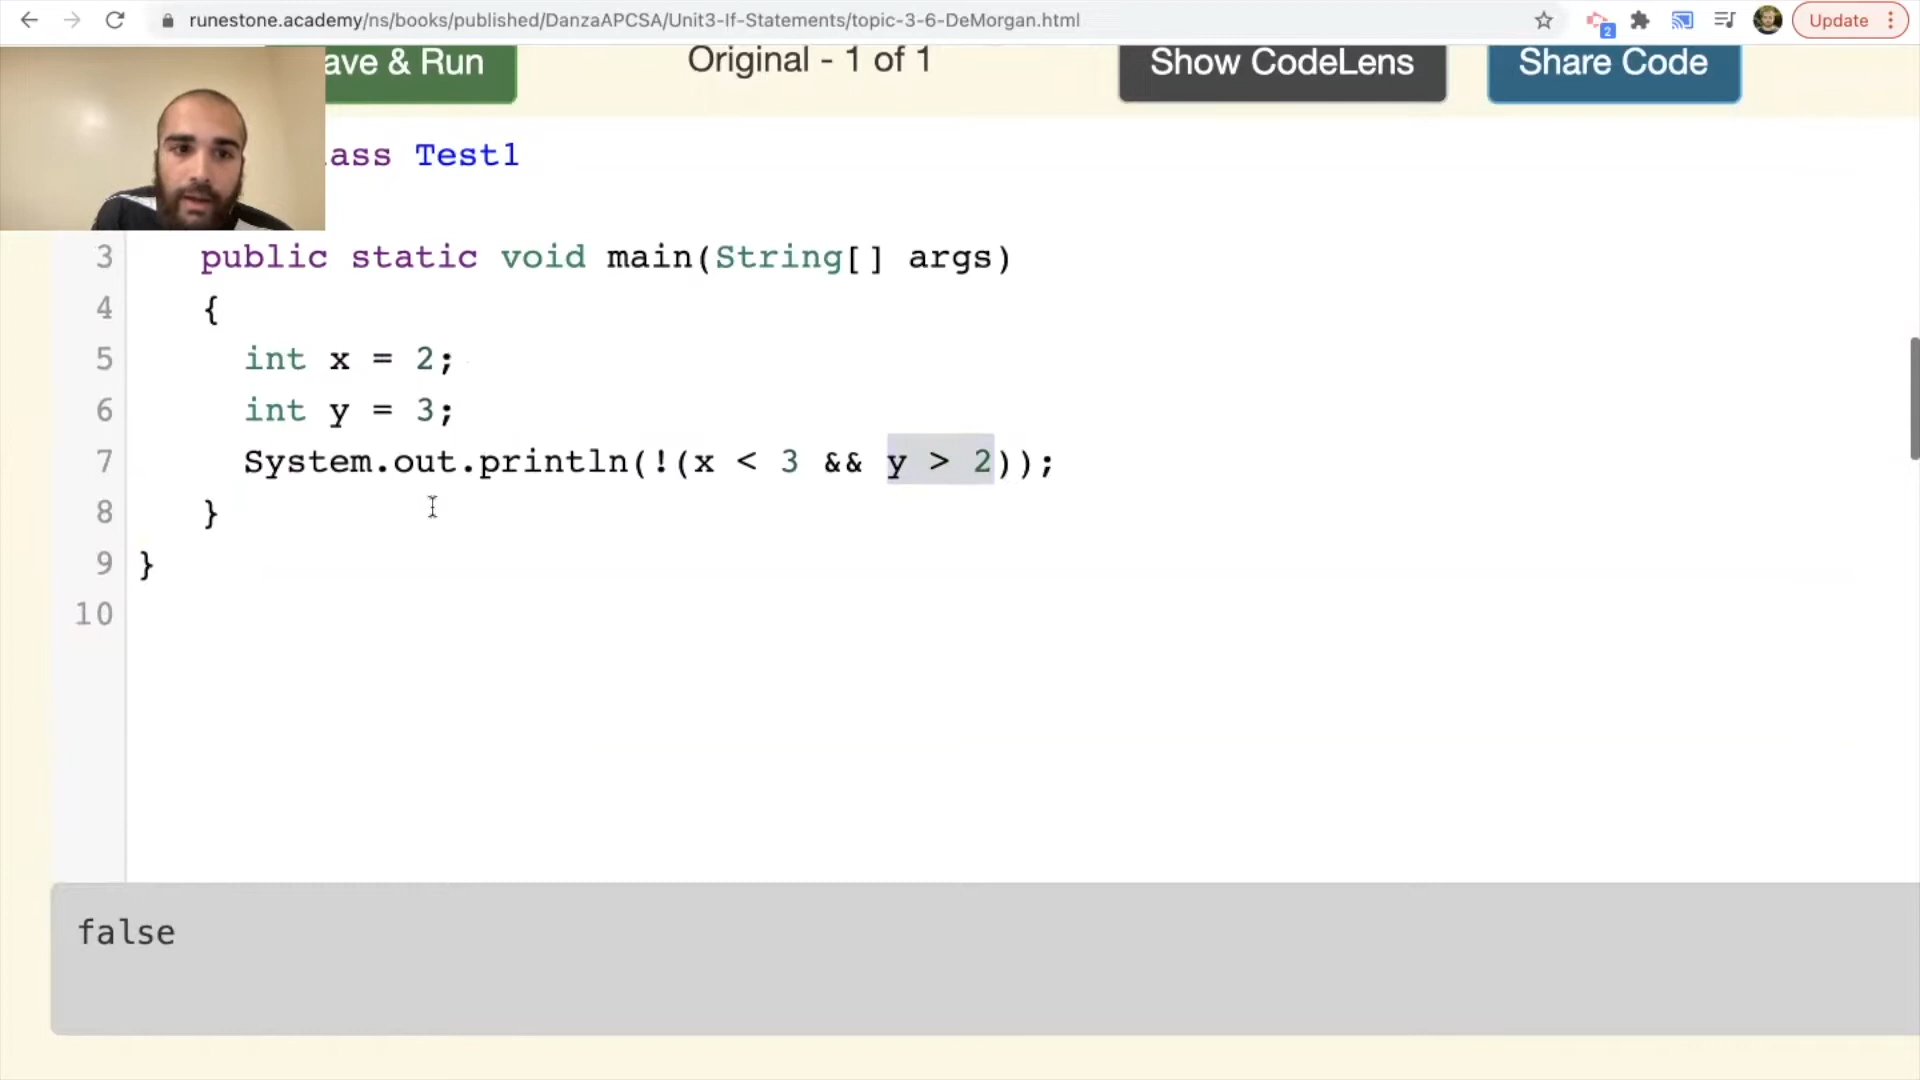 runestone.academy/ns/books/published/DanzaAPCSA/Unit3-If-Statements/topic-3-6-DeMorgan.html
2
Update
ave & Run
Original - 1 of 1
Show CodeLens
Share Code
ass Test1
3 public static void main(String[] args)
4 {
5 int x = 2;
6 int y = 3;
7 System.out.println(!(x < 3 && y > 2));
8 }
9 }
10
false